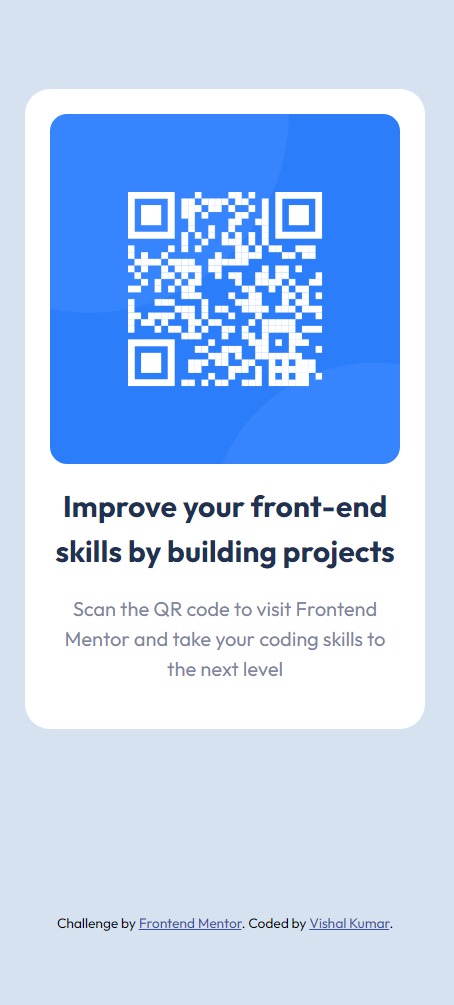 Improve your front-end
skills by building projects
Scan the QR code to visit Frontend
Mentor and take your coding skills to
the next level
Challenge by Frontend Mentor. Coded by Vishal Kumar.